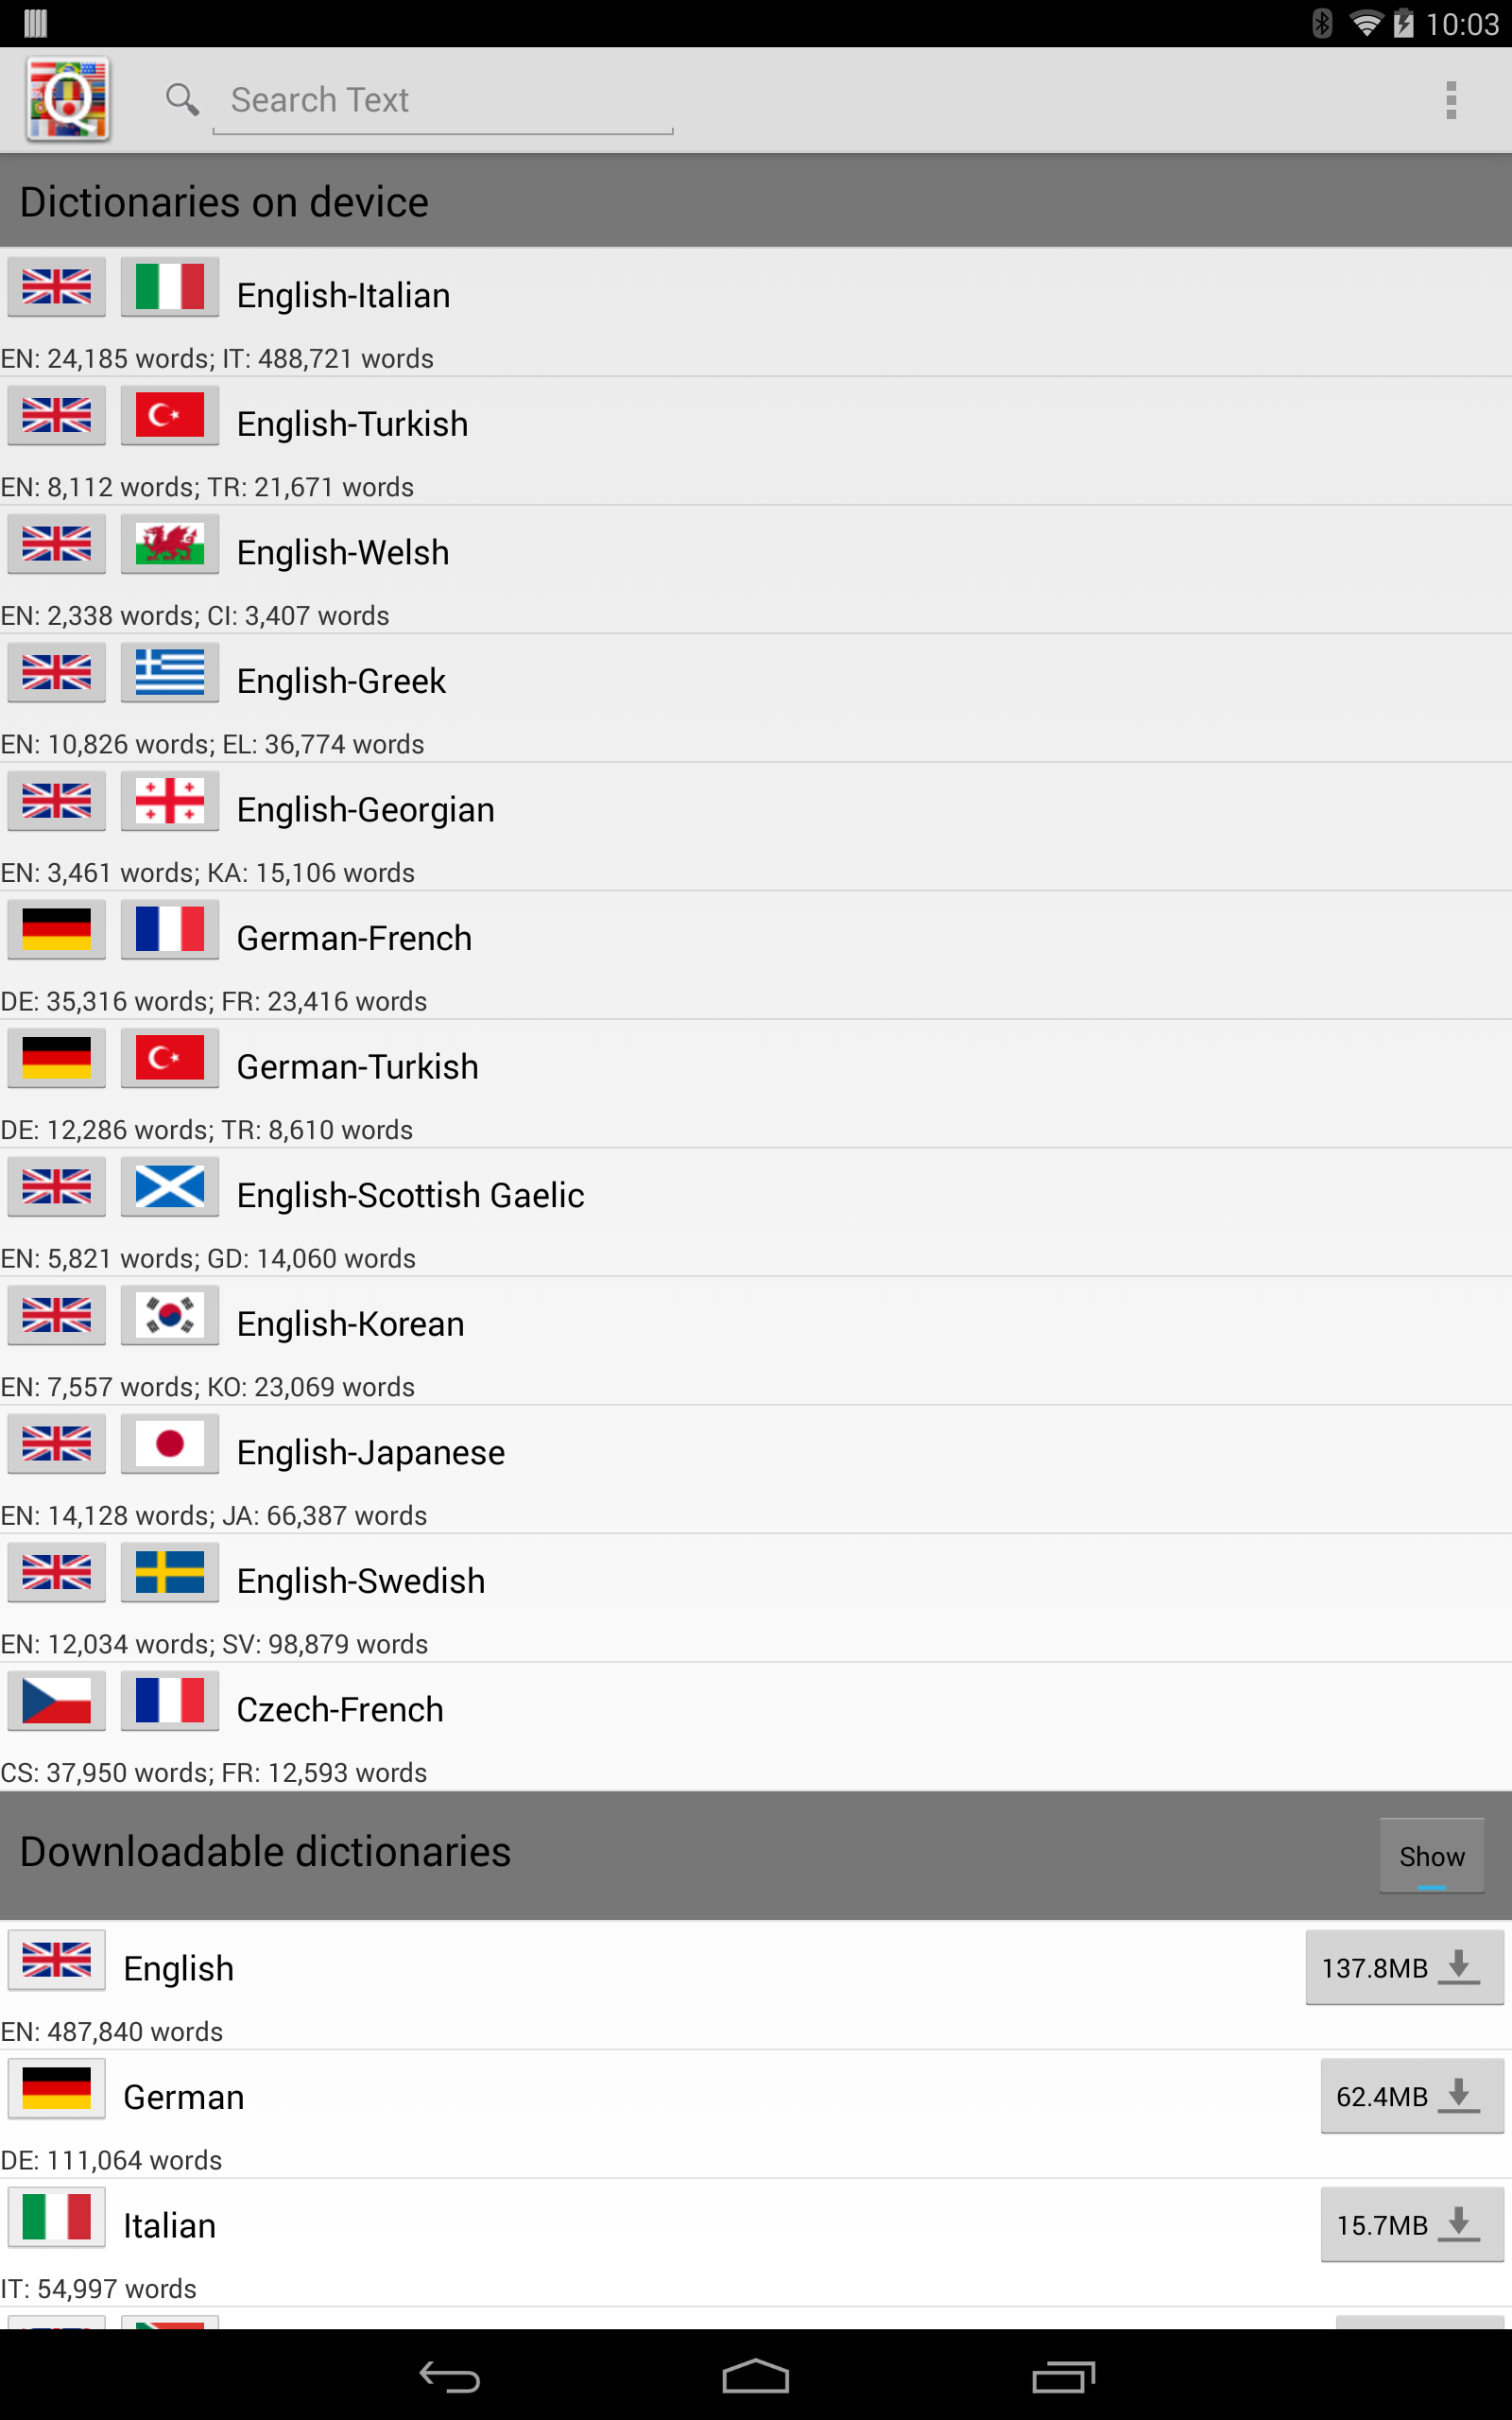 10:03
Q
Search Text
Dictionaries on device
English-Italian
EN: 24,185 words; IT: 488,721 words
English-Turkish
EN: 8,112 words; TR: 21,671 words
English-Welsh
EN: 2,338 words; CI: 3,407 words
English-Greek
EN: 10,826 words; EL: 36,774 words
English-Georgian
EN: 3,461 words; KA: 15,106 words
German-French
DE: 35,316 words; FR: 23,416 words
German-Turkish
DE: 12,286 words; TR: 8,610 words
English-Scottish Gaelic
EN: 5,821 words; GD: 14,060 words
English-Korean
EN: 7,557 words; KO: 23,069 words
English-Japanese
EN: 14,128 words; JA: 66,387 words
English-Swedish
EN: 12,034 words; SV: 98,879 words
Czech-French
CS: 37,950 words; FR: 12,593 words
Downloadable dictionaries
Show
English
137.8MB
EN: 487,840 words
German
62.4MB
DE: 111,064 words
Italian
15.7MB
IT: 54,997 words